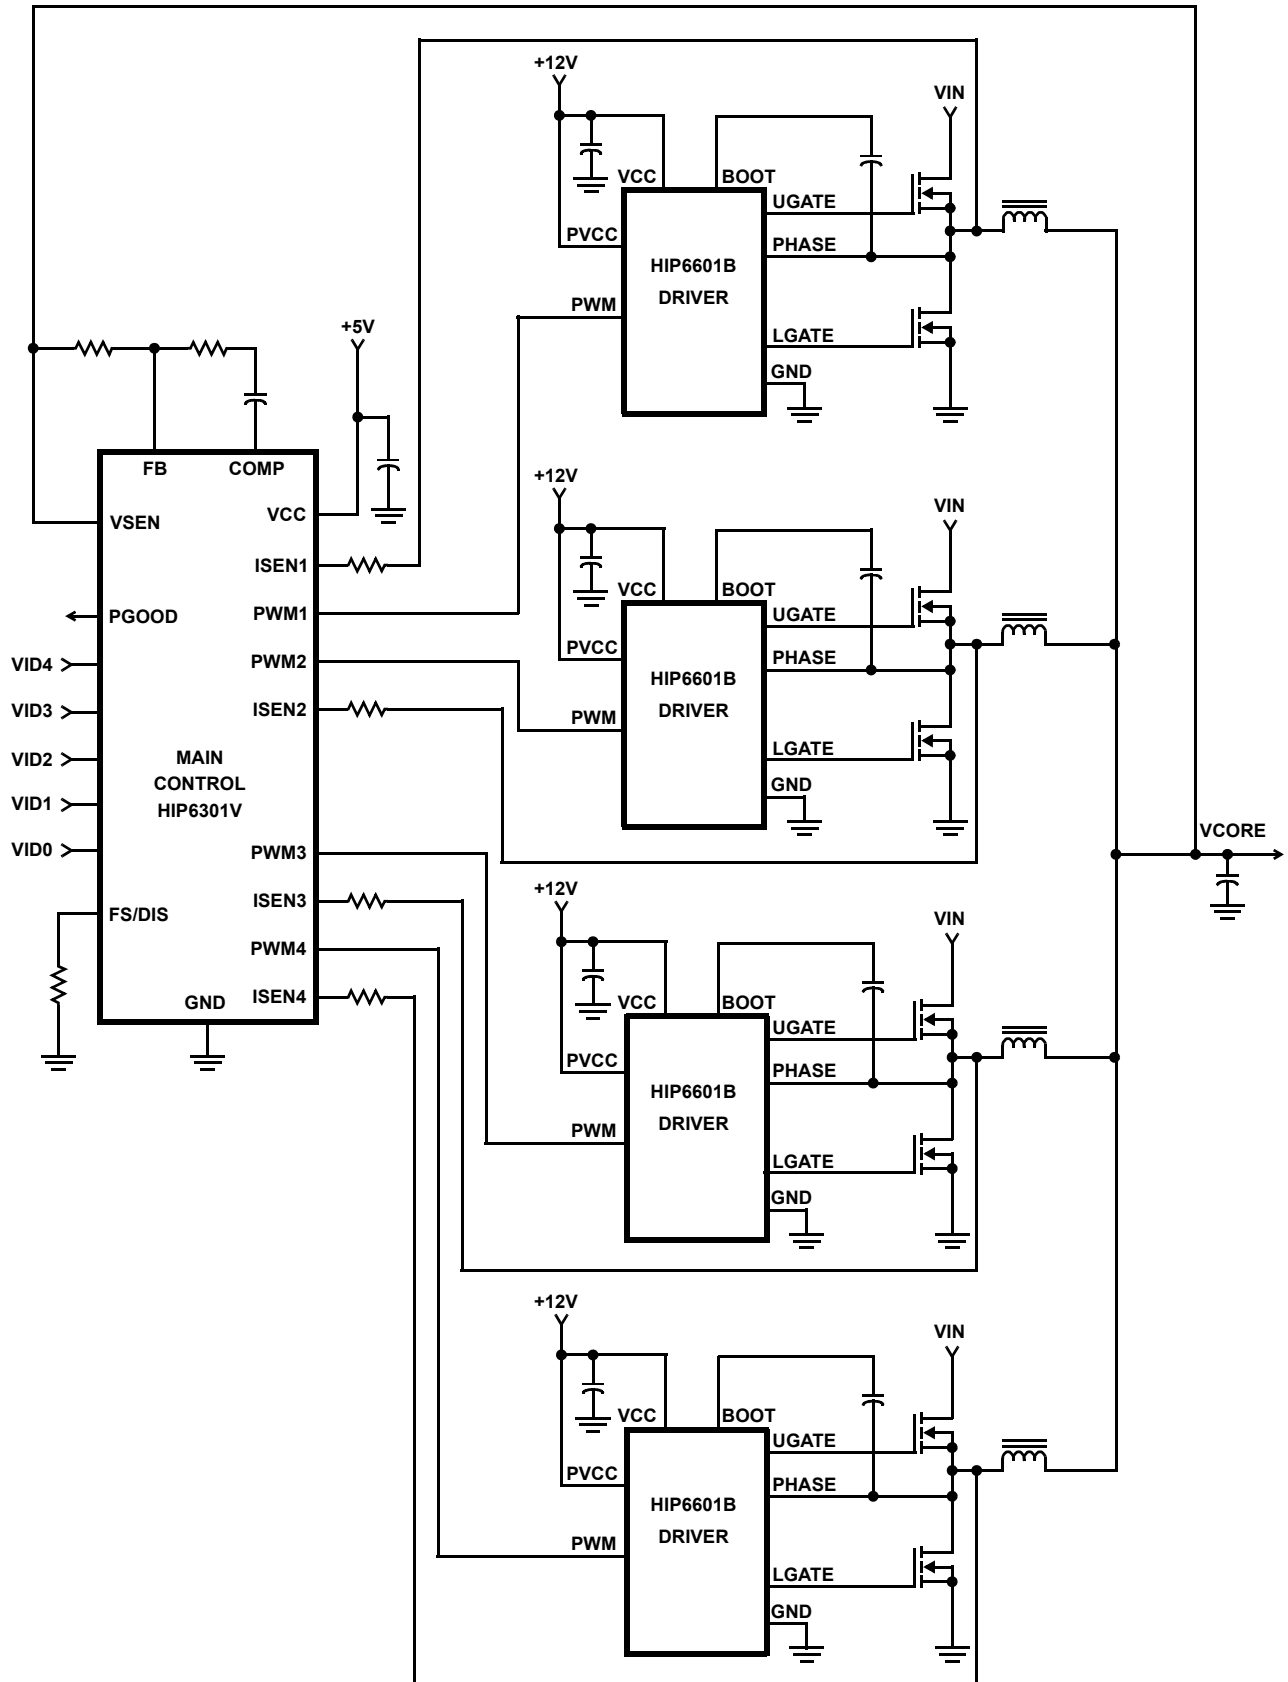 +12V
VIN
VCC
BOOT
UGATE
PVCC
PHASE
HIP6601B
DRIVER
PWM
LGATE
GND
+5V
FB
COMP
VSEN
VCC
ISEN1
PGOOD
PWM1
VID4
PWM2
VID3
ISEN2
VID2
MAIN
CONTROL
HIP6301V
VID1
VID0
PWM3
ISEN3
FS/DIS
PWM4
GND
ISEN4
+12V
VIN
VCC
BOOT
UGATE
PVCC
PHASE
HIP6601B
DRIVER
PWM
LGATE
GND
VCORE
+12V
VIN
VCC
BOOT
UGATE
PVCC
PHASE
HIP6601B
DRIVER
PWM
LGATE
GND
+12V
VIN
VCC
BOOT
UGATE
PVCC
PHASE
HIP6601B
DRIVER
PWM
LGATE
GND